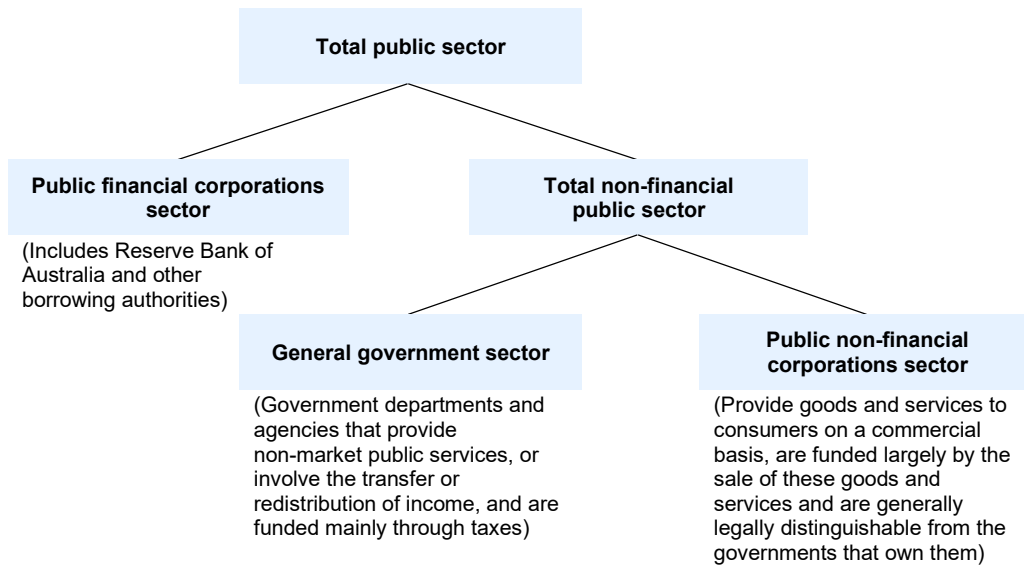 Total public sector
Public financial corporations
sector
Total non-financial
public sector
(Includes Reserve Bank of
Australia and other
borrowing authorities)
General government sector
Public non-financial
corporations sector
(Government departments and
agencies that provide
non-market public services, or
involve the transfer or
redistribution of income, and are
funded mainly through taxes)
(Provide goods and services to
consumers on a commercial
basis, are funded largely by the
sale of these goods and
services and are generally
legally distinguishable from the
governments that own them)